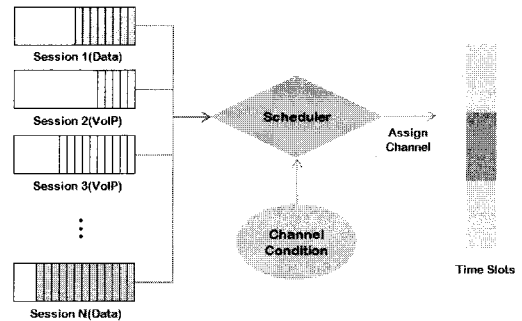 Session 1(Data)
Session 2(VoIP)
Session 3(VoIP)
Session N(Data)
Scheduler
Channel
Condition
Assign
Channel
Time Slots